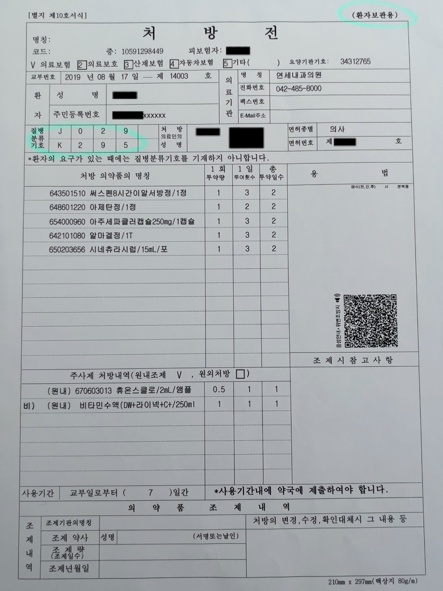 [별지 제10호서식]
(환자보관용)
처 방 전
명칭:
코드:
증: 10591298449 피보험자:
V 의료보험 2 의료보호 3 산재보험 4 자동차보험 5 기타( ) 요양기관기호: 34312765
교부번호 2019 년 08 월 17 일 — 제 14003 호
의료기관
명 칭 연세내과의원
전화번호 042-485-8000
팩스번호
E-Mail주소
환자
성 명
주민등록번호 xxxxxx
질병분류기호
J 0 2 9
K 2 9 5
처 방 의료인의 성 명
면허종별 의사
면허번호 제 호
*환자의 요구가 있는 때에는 질병분류기호를 기재하지 아니합니다.
처방 의약품의 명칭 1 회 투약량 1 일 투여횟수 총 투약일수 용 법
643501510 써스펜8시간이알서방정/1정 1 3 2
648601220 아제탄정/1정 1 2 2
654000960 아주세파클러캡슐250mg/1캡슐 1 3 2
642101080 알마겔정/1T 1 3 2
650203656 시네츄라시럽/15mL/포 1 3 2
조 제 시 참 고 사 항
주사제 처방내역(원내조제 V , 원외처방 )
(원내) 670603013 휴온스클로/2mL/앰플 0.5 1 1
비) (원내) 비타민수액(DW+라이넥+C+/250ml 1 1 1
사용기간 교부일로부터 ( 7 )일간 *사용기간내에 약국에 제출하여야 합니다.
의 약 품 조 제 내 역
조제내역
조제기관의명칭
처방의 변경,수정,확인대체시 그 내용 등
조제 약사 성명 (서명또는날인)
조 제 량 (조제일수)
조제년월일
210mm x 297mm(백상지 80g/m)